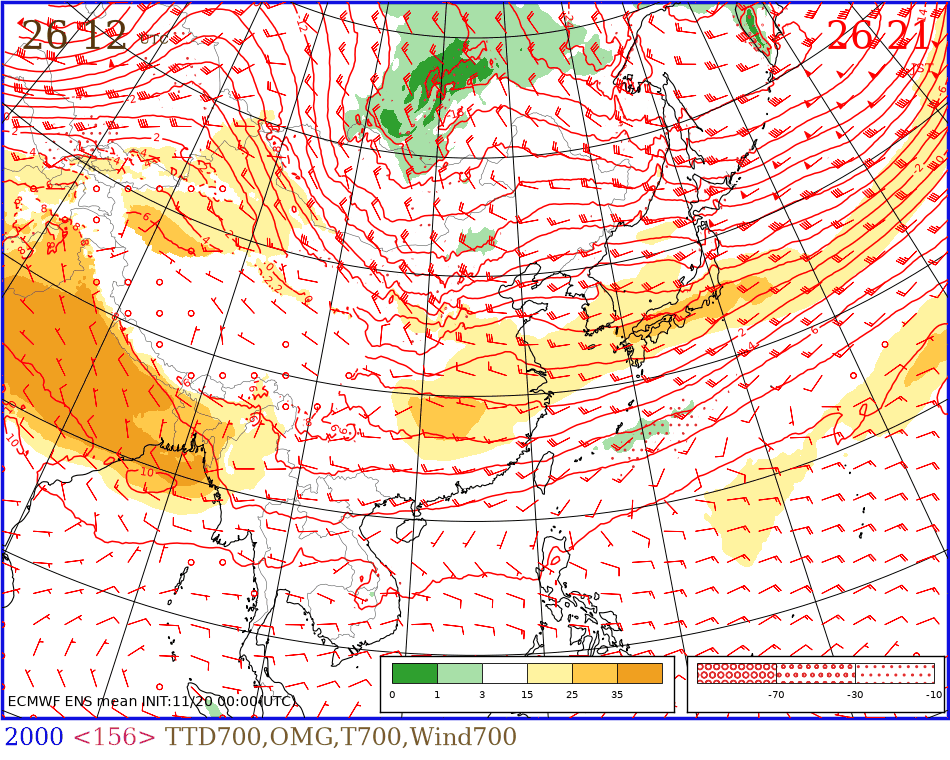 26 12 UTC
26 21 JST
0 1 3 15 25 35
-70 -30 -10
ECMWF ENS mean INIT:11/20 00:00(UTC)
2000 <156> TTD700,OMG,T700,Wind700